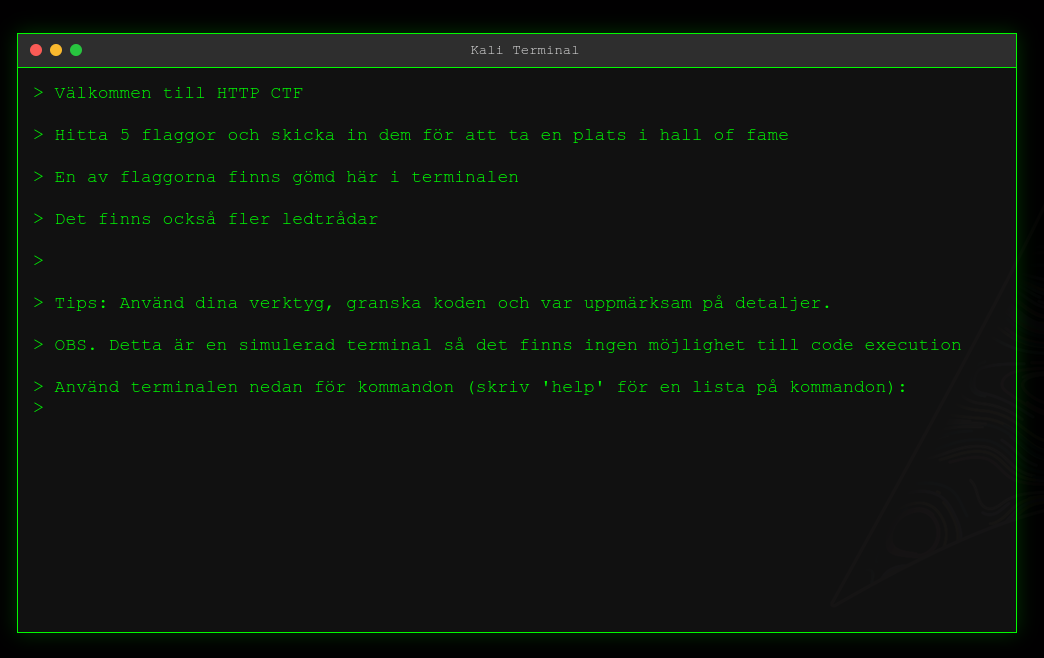 Kali Terminal
> Välkommen till HTTP CTF
> Hitta 5 flaggor och skicka in dem för att ta en plats i hall of fame
> En av flaggorna finns gömd här i terminalen
> Det finns också fler ledtrådar
>
> Tips: Använd dina verktyg, granska koden och var uppmärksam på detaljer.
> OBS. Detta är en simulerad terminal så det finns ingen möjlighet till code execution
> Använd terminalen nedan för kommandon (skriv 'help' för en lista på kommandon):
>